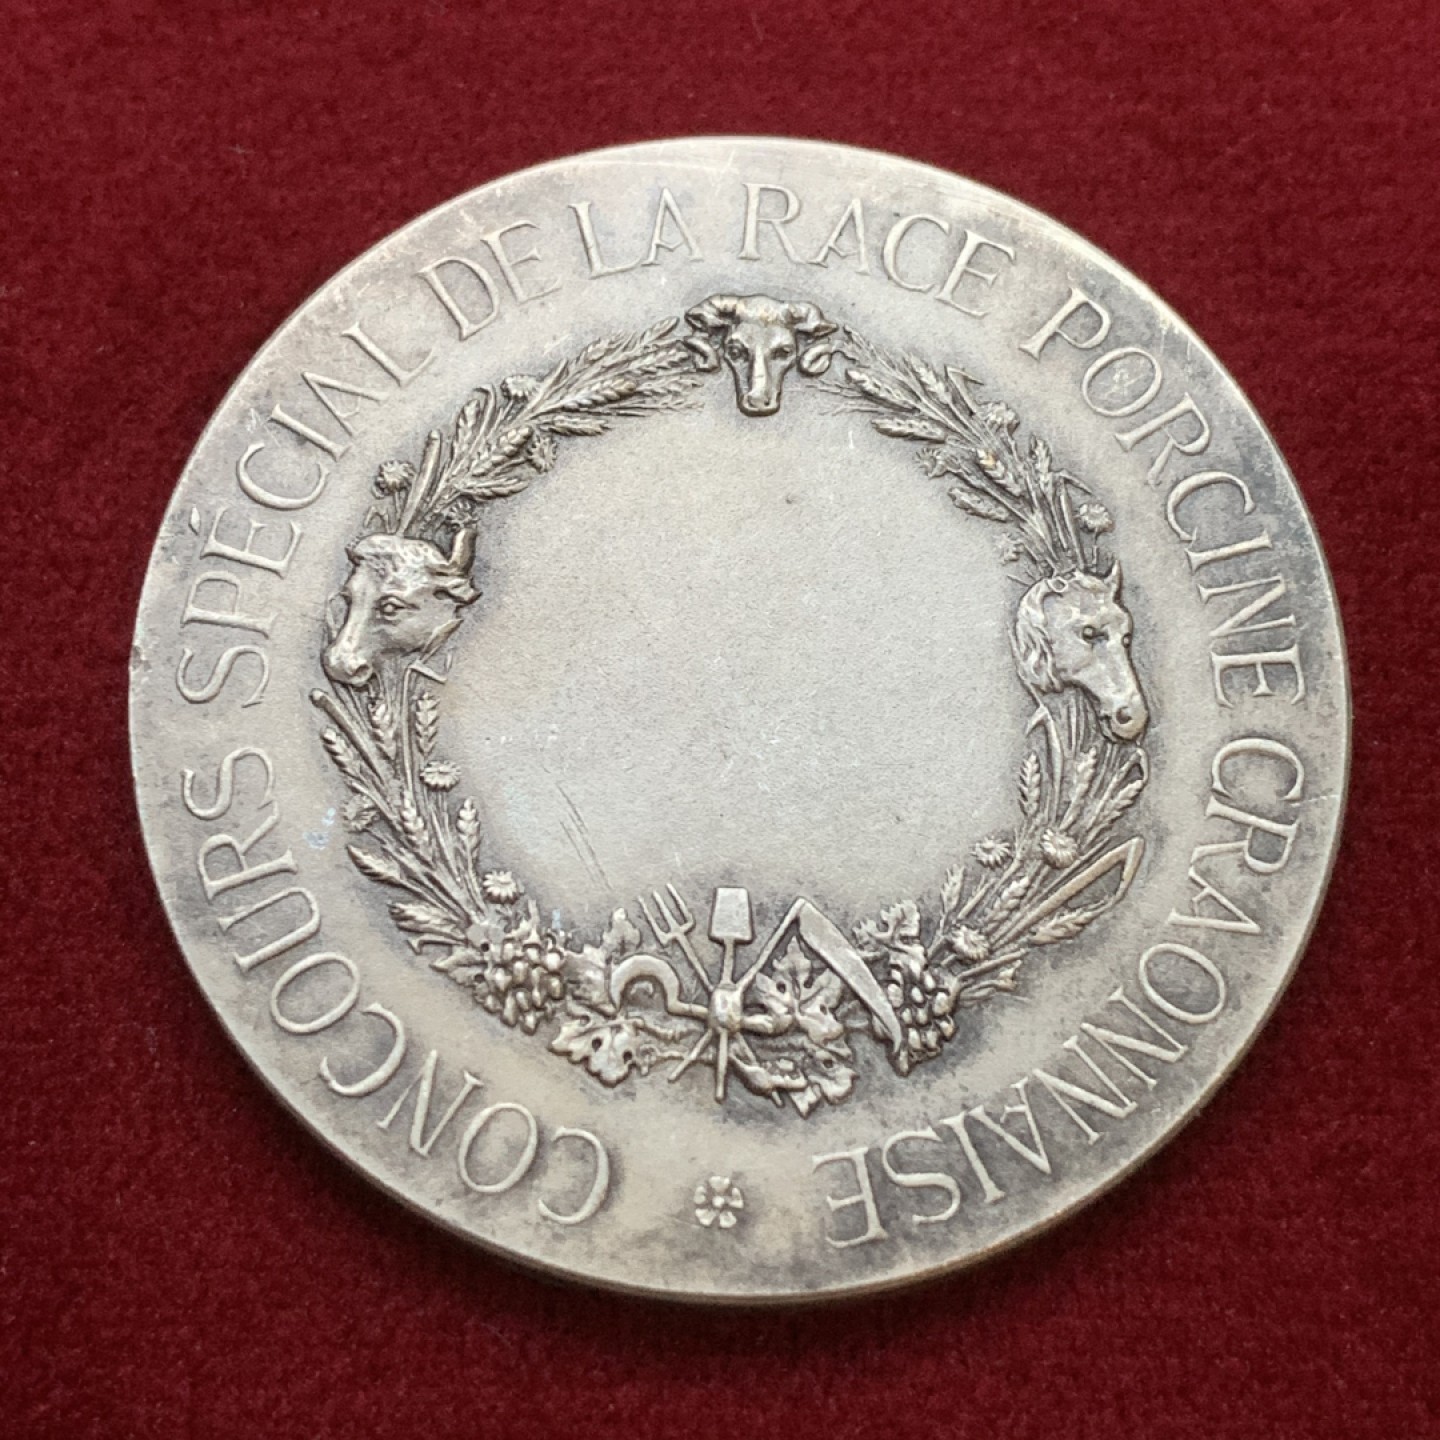 CONCOURS SPÉCIAL DE LA RACE PORCINE CRAONNAISE